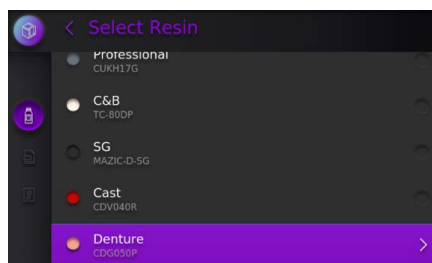 Select Resin
Professional
CUKH17G
C&B
TC-80DP
SG
MAZIC-D-SG
Cast
CDV040R
Denture
CDG050P